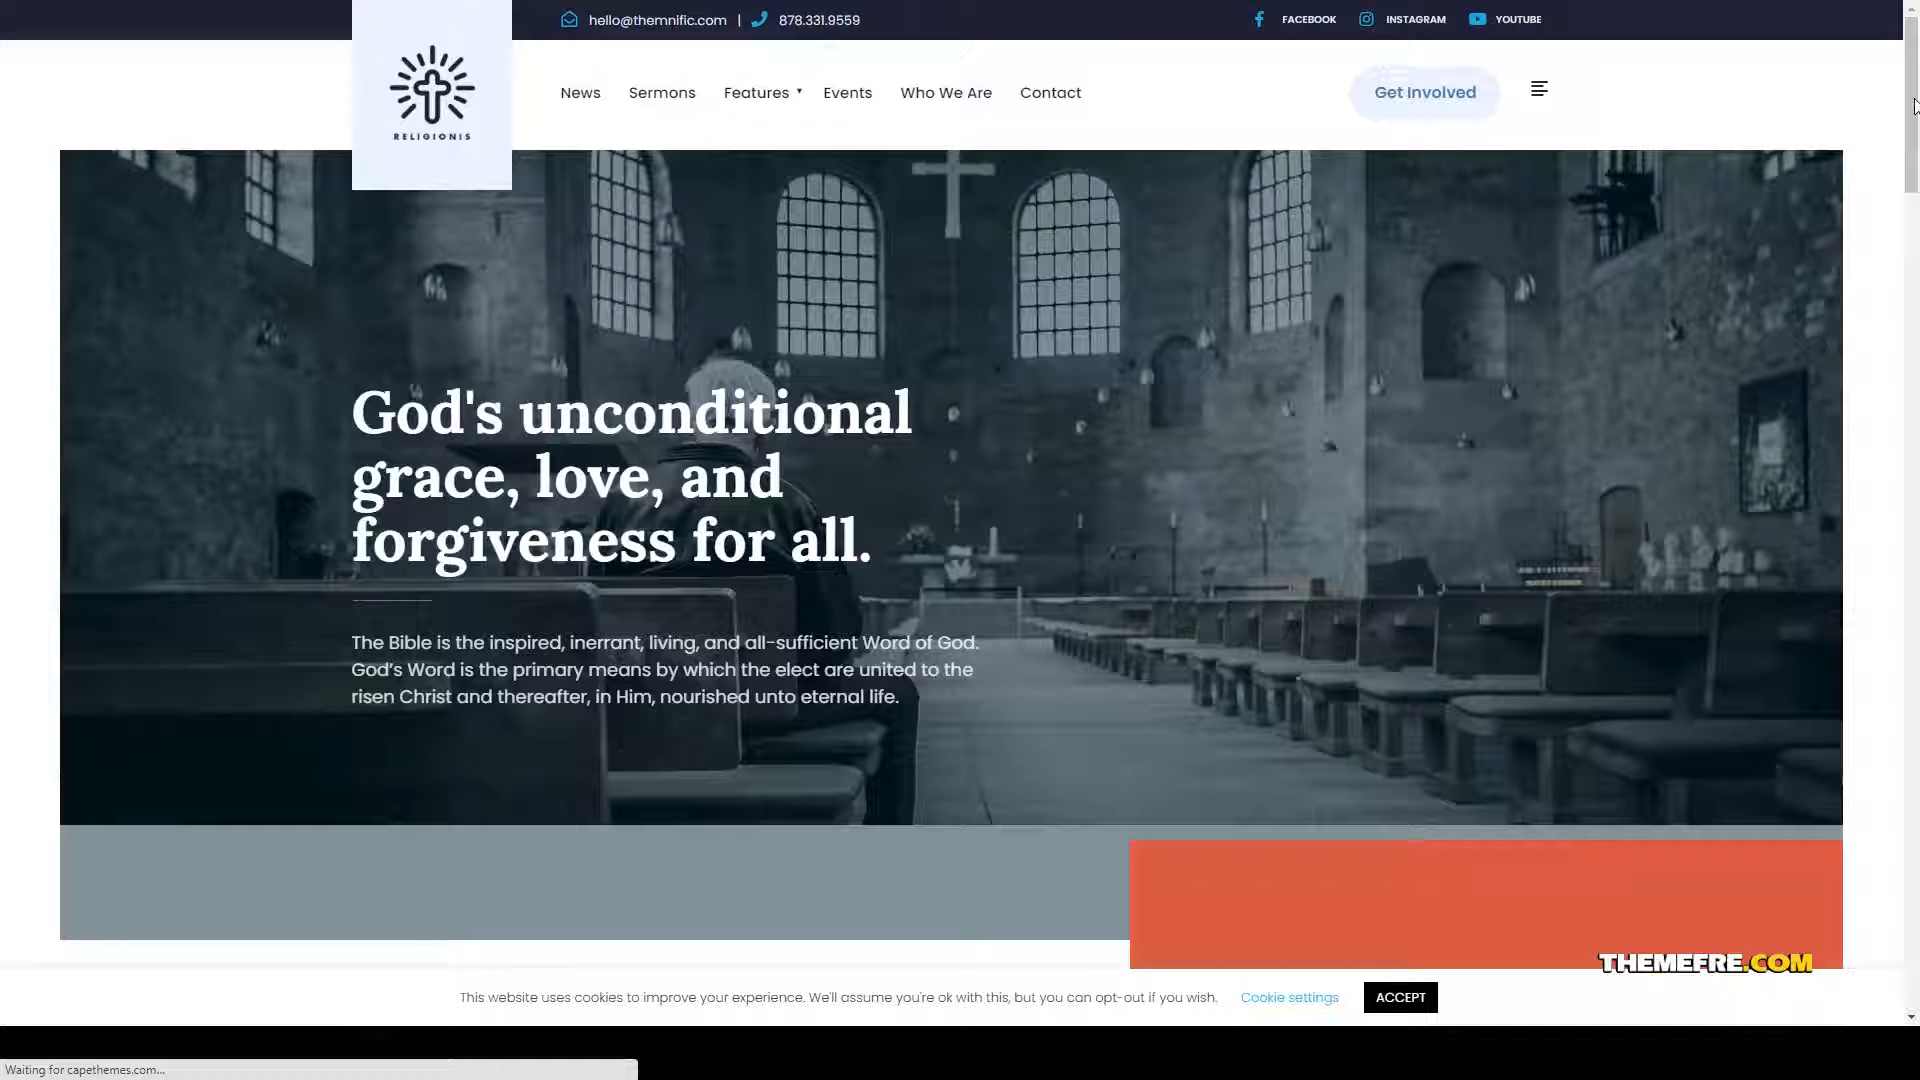 hello@themnific.com | 878.331.9559
FACEBOOK INSTAGRAM YOUTUBE
RELIGIONIS
News Sermons Features Events Who We Are Contact
Get Involved
God's unconditional
grace, love, and
forgiveness for all.
The Bible is the inspired, inerrant, living, and all-sufficient Word of God.
God’s Word is the primary means by which the elect are united to the
risen Christ and thereafter, in Him, nourished unto eternal life.
THEMEFRE.COM
This website uses cookies to improve your experience. We'll assume you're ok with this, but you can opt-out if you wish. Cookie settings ACCEPT
Waiting for capethemes.com...